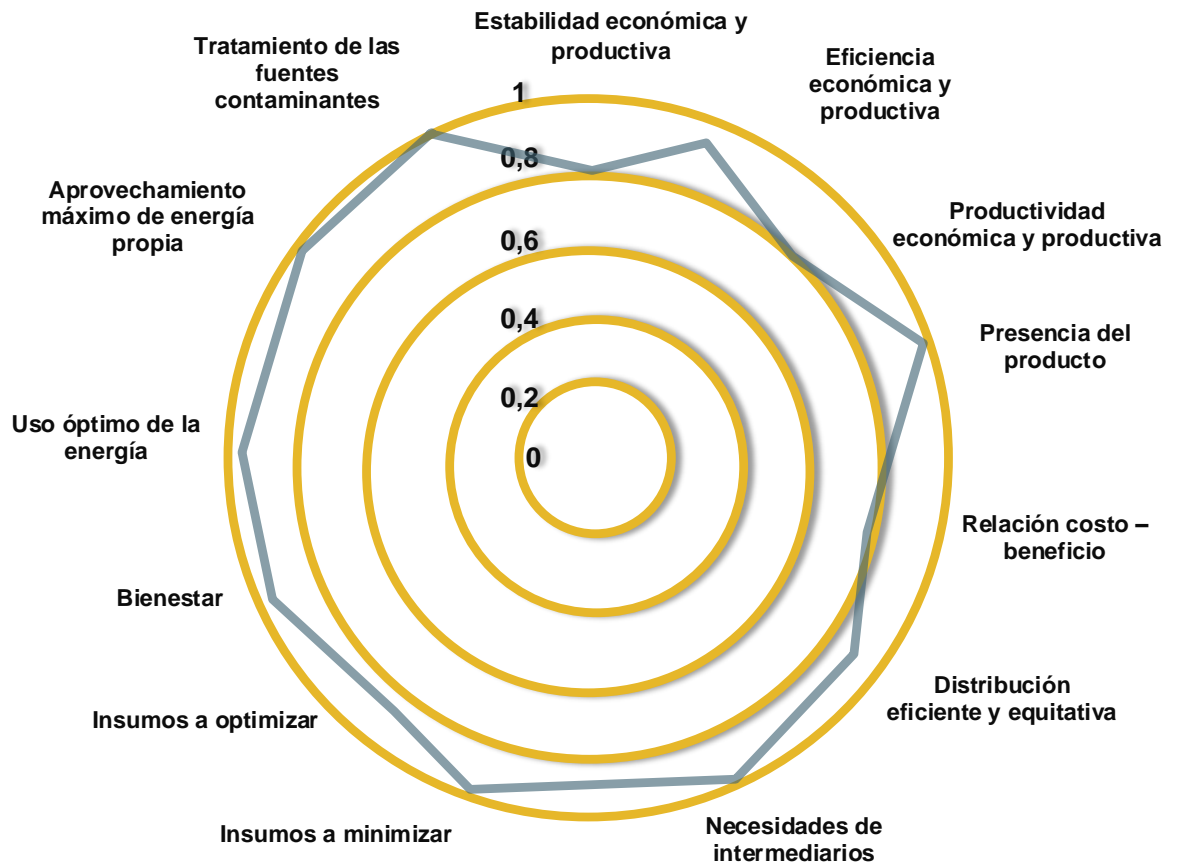 Estabilidad económica y
productiva
Eficiencia
económica y
productiva
Productividad
económica y productiva
Presencia del
producto
Relación costo –
beneficio
Distribución
eficiente y equitativa
Necesidades de
intermediarios
Insumos a minimizar
Insumos a optimizar
Bienestar
Uso óptimo de la
energía
Aprovechamiento
máximo de energía
propia
Tratamiento de las
fuentes
contaminantes
1
0,8
0,6
0,4
0,2
0